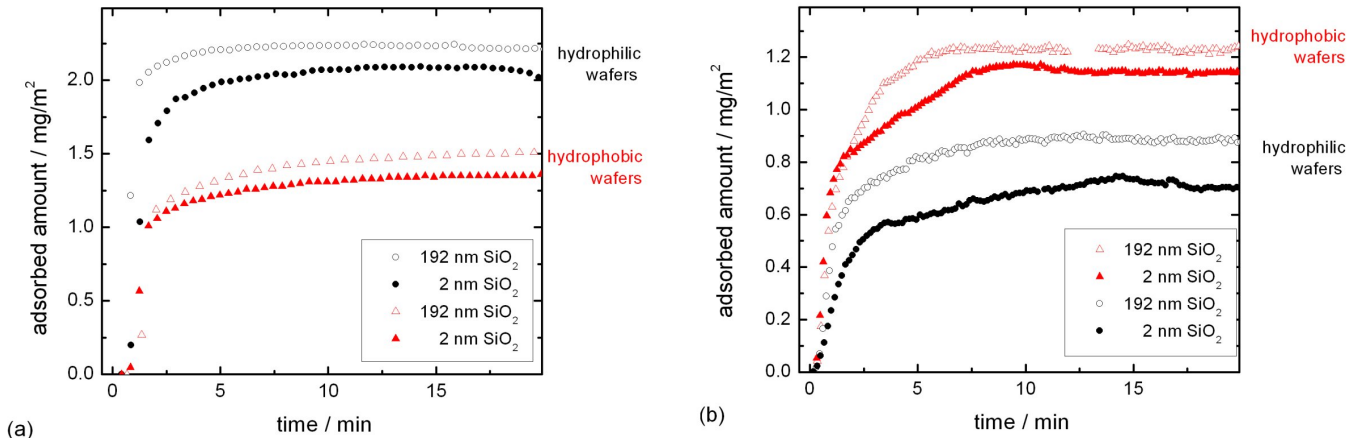 adsorbed amount / mg/m²
2.0
1.5
1.0
0.5
0.0
0
5
10
15
time / min
hydrophilic
wafers
hydrophobic
wafers
192 nm SiO₂
2 nm SiO₂
192 nm SiO₂
2 nm SiO₂
(a)
adsorbed amount / mg/m²
1.2
1.0
0.8
0.6
0.4
0.2
0.0
0
5
10
15
time / min
hydrophobic
wafers
hydrophilic
wafers
192 nm SiO₂
2 nm SiO₂
192 nm SiO₂
2 nm SiO₂
(b)